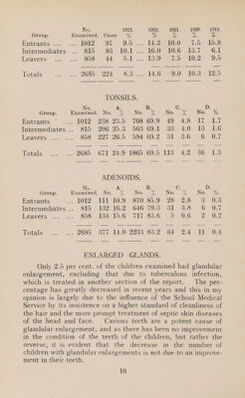 No. 1921. 1922. 1921. 1920. 1919.
Group. Examined. Cases % % % % %
Entrants ... ... 1012 97 9.5 ... 14.2 10.0 7.5 15.8
Intermediates .. 815 83 10.1 ... 16.0 10.6 13.7 6.1
Leavers ... ... 858 44 5.1 ... 13.9 7.5 10.2 9.5
Totals ... ... 2685 224 8.3 ... 14.6 9.0 10.3 12.5
TONSILS.
No. A. B. C. D.
Group. Examined. No. % No. % No. % No. %
Entrants 1012 238 23.5 708 69.9 49 4.8 17 1.7
Intermediates .. 815 206 25.3 563 69.1 33 4.0 13 1.6
Leavers ... ... 858 227 26.5 594 69.2 31 3.6 6 0.7
Totals ... ... 2685 671 24.9 1865 69.5 113 4.2 36 1.3
ADENOIDS.
No. A. B. C. D.
Group. Examined. No. % No. % No. % No. %
Entrants 1012 111 10.9 870 85.9 28 2.8 3 0.3
Intermediates .. 815 132 16.2 646 79.3 31 3.8 6 0.7
Leavers ... ... 858 134 15.6 717 83.6 5 0.6 2 0.2
Totals ... ... 2685 377 14.0 2233 83.2 64 2.4 11 0.4
ENLARGED GLANDS.
Only 2.5 per cent. of the children examined had glandular
enlargement, excluding that due to tuberculous infection,
which is treated in another section of the report. The per-
centage has greatly decreased in recent years and this in my
opinion is largely due to the influence of the School Medical
Service by its insistence on a higher standard of cleanliness of
the hair and the more prompt treatment of septic skin diseases
of the head and face. Carious teeth are a potent cause of
glandular enlargement, and as there has been no improvement
in the condition of the teeth of the children, but rather the
reverse, it is evident that the decrease in the number of
children with glandular enlargements is not due to an improve-
ment in their teeth.
10